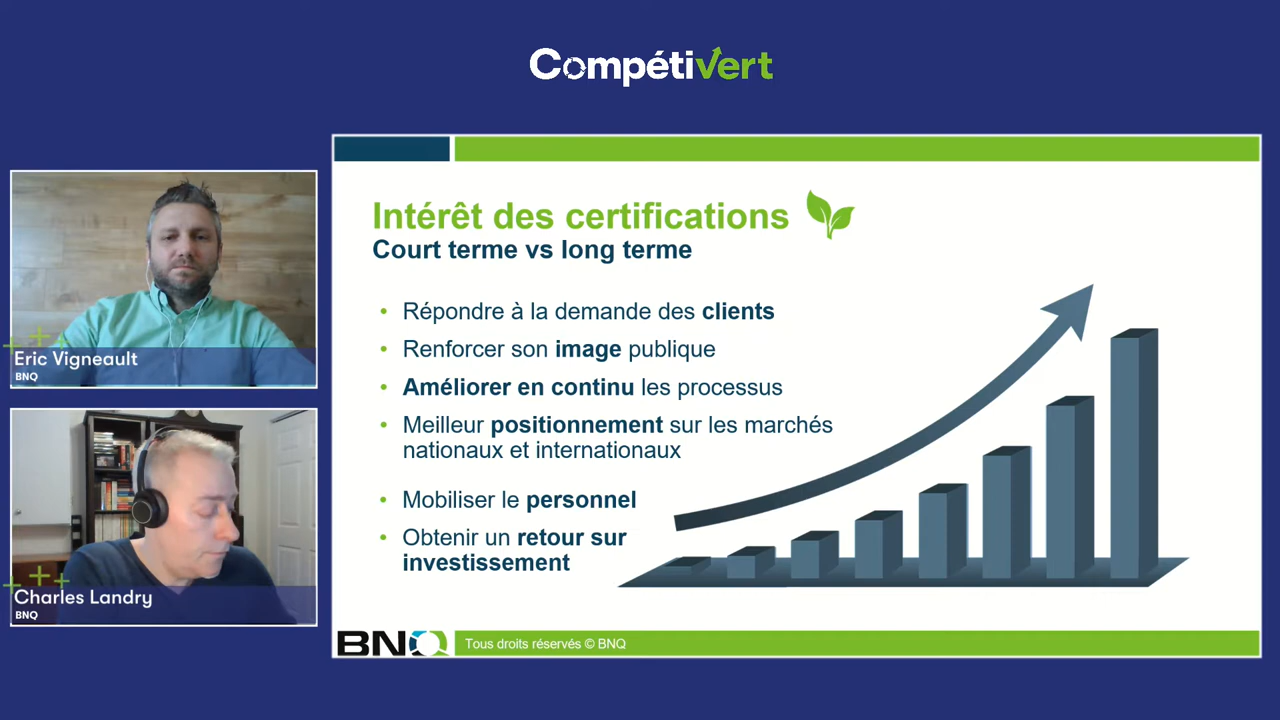 CompétiVert
Eric Vigneault
BNQ
Charles Landry
BNQ
Intérêt des certifications
Court terme vs long terme
• Répondre à la demande des clients
• Renforcer son image publique
• Améliorer en continu les processus
• Meilleur positionnement sur les marchés
nationaux et internationaux
• Mobiliser le personnel
• Obtenir un retour sur
investissement
BNQ
Tous droits réservés © BNQ